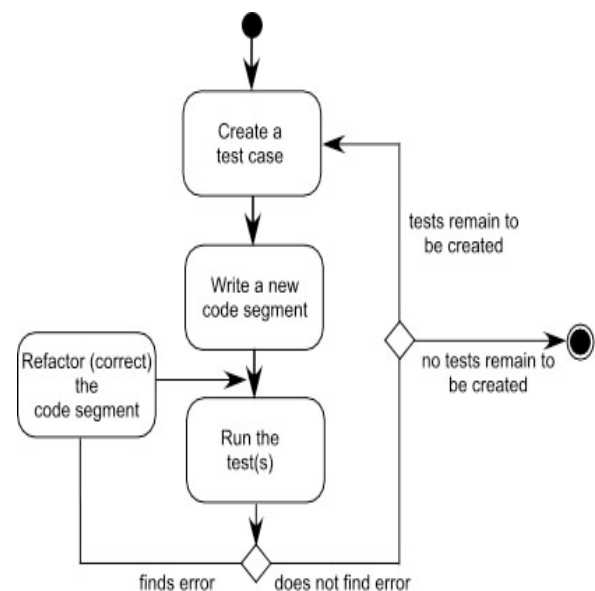 Create a
test case
tests remain to
be created
Write a new
code segment
Refactor (correct)
the
code segment
no tests remain to
be created
Run the
test(s)
finds error
does not find error